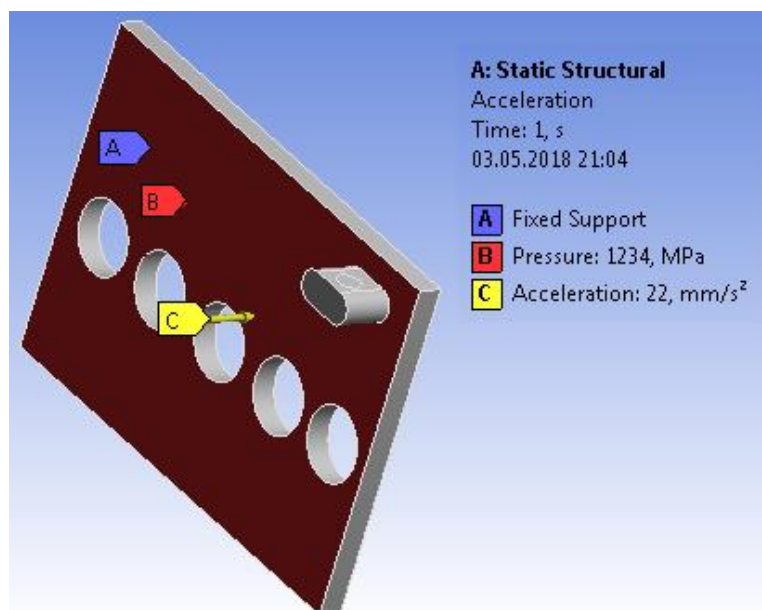 A: Static Structural
Acceleration
Time: 1, s
03.05.2018 21:04
A Fixed Support
B Pressure: 1234, MPa
C Acceleration: 22, mm/s²
A
B
C